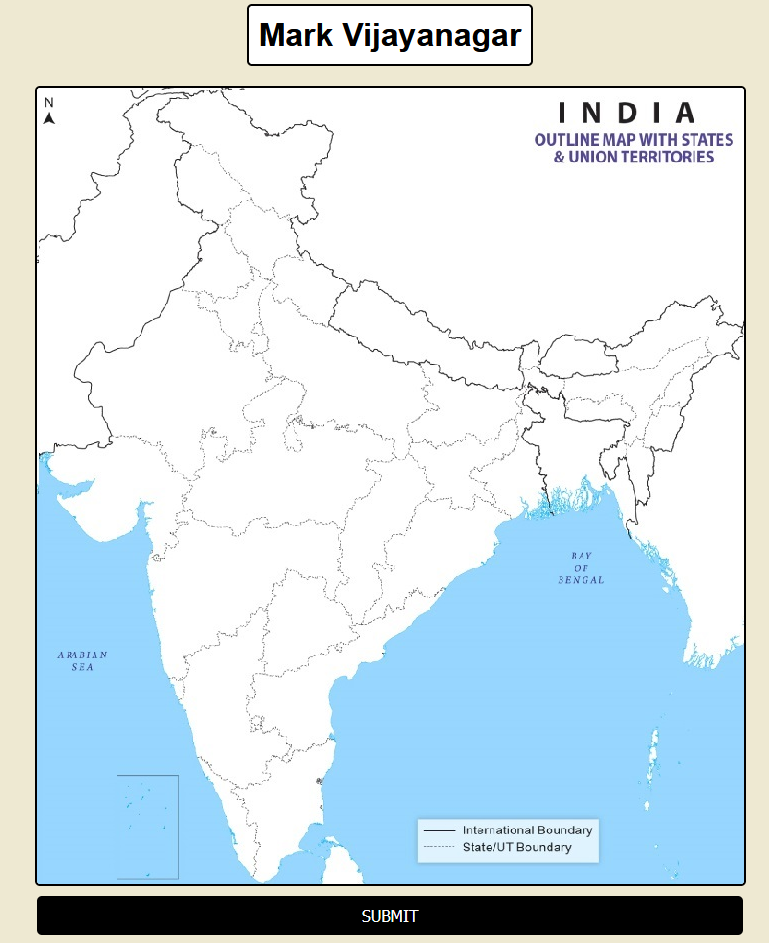 Mark Vijayanagar
N
INDIA
OUTLINE MAP WITH STATES
& UNION TERRITORIES
BAY
OF
BENGAL
ARABIAN
SEA
International Boundary
State/UT Boundary
SUBMIT